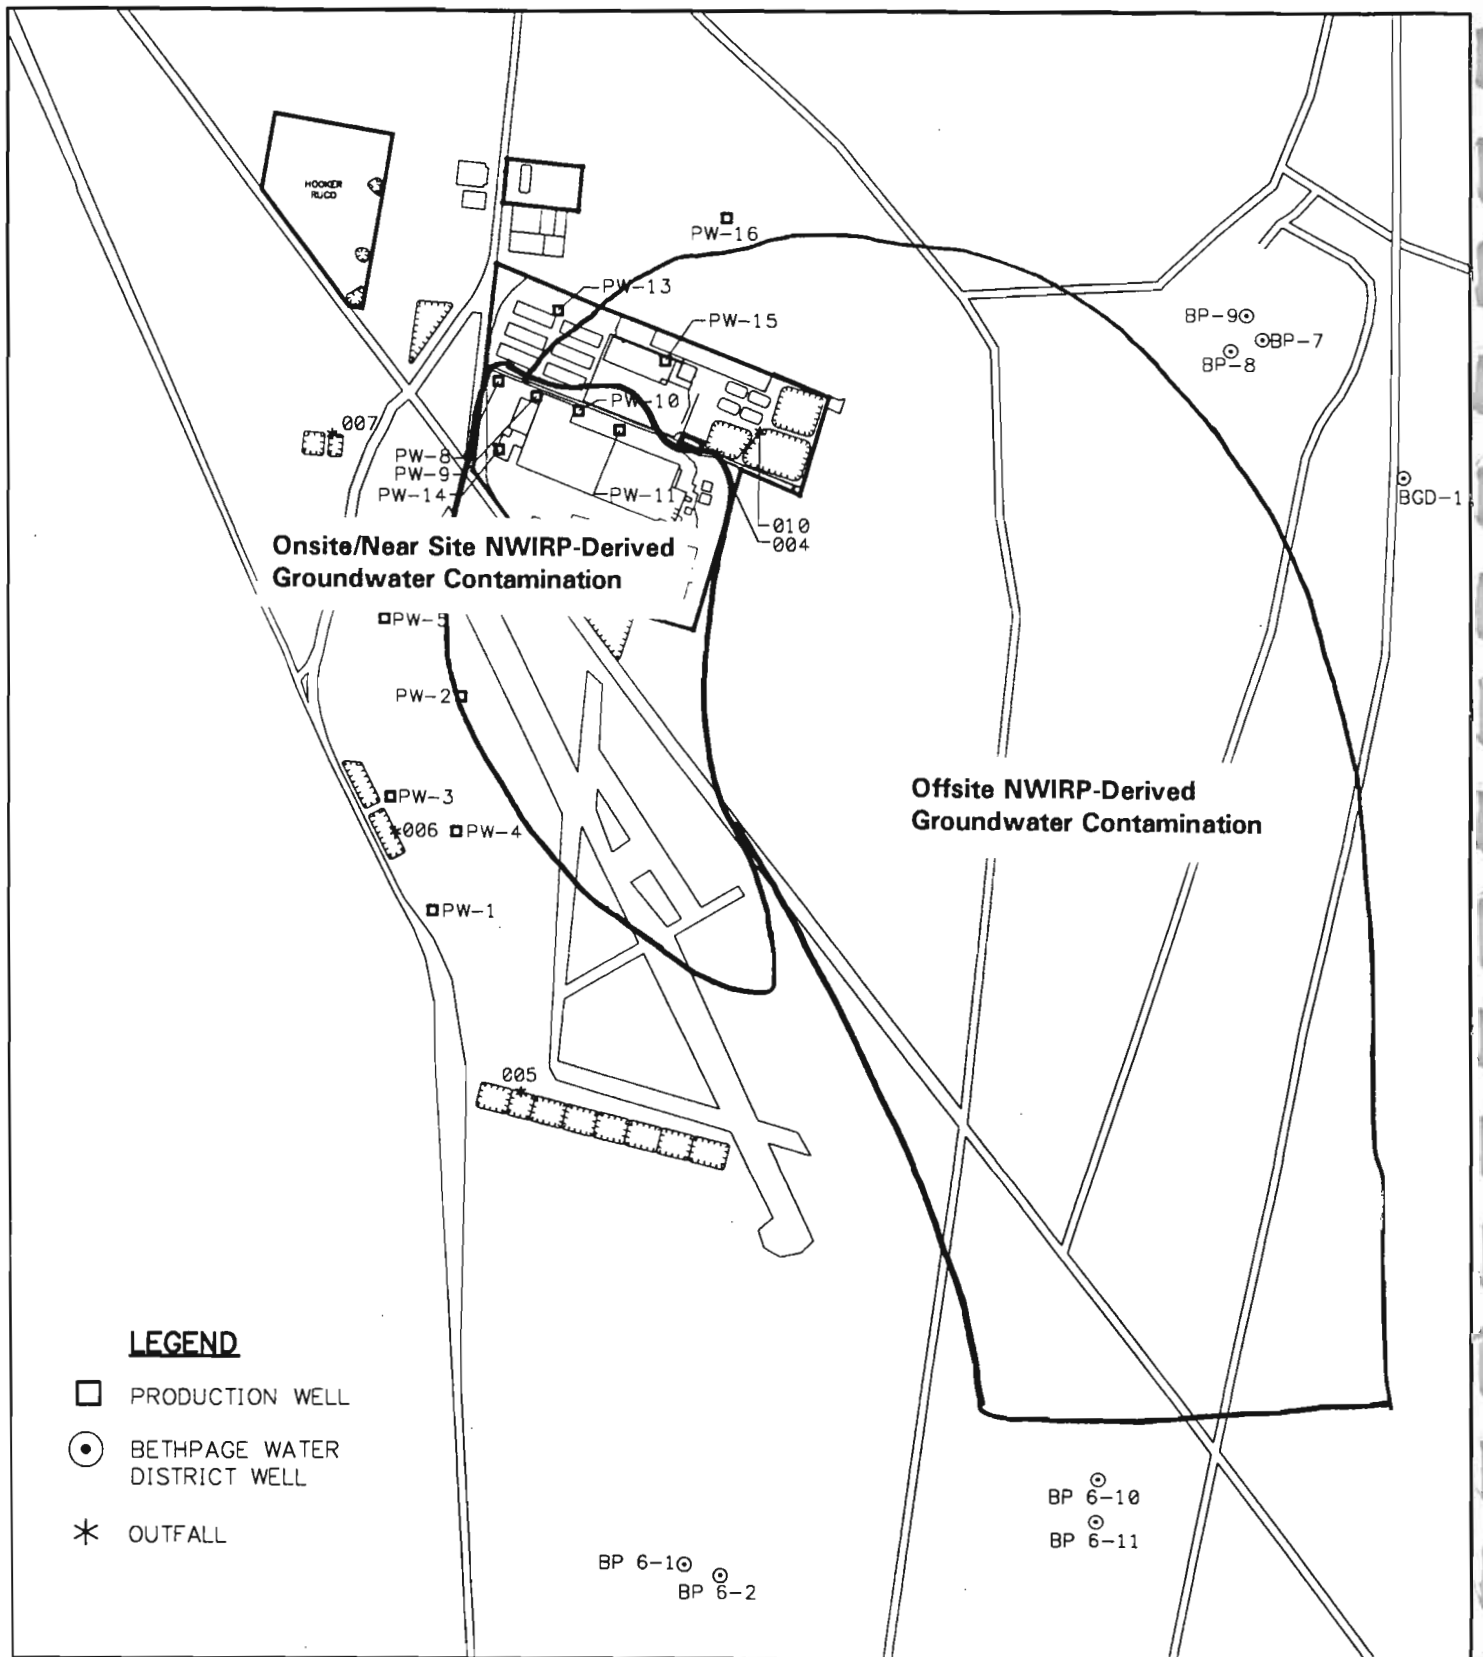 HOOKER
RUCO
PW-16
PW-13
PW-15
BP-9
BP-7
BP-8
PW-10
007
PW-8
PW-9
PW-14
PW-11
BGD-1
010
004
Onsite/Near Site NWIRP-Derived
Groundwater Contamination
PW-5
PW-2
Offsite NWIRP-Derived
Groundwater Contamination
PW-3
006
PW-4
PW-1
005
LEGEND
PRODUCTION WELL
BETHPAGE WATER
DISTRICT WELL
OUTFALL
BP 6-10
BP 6-11
BP 6-1
BP 6-2